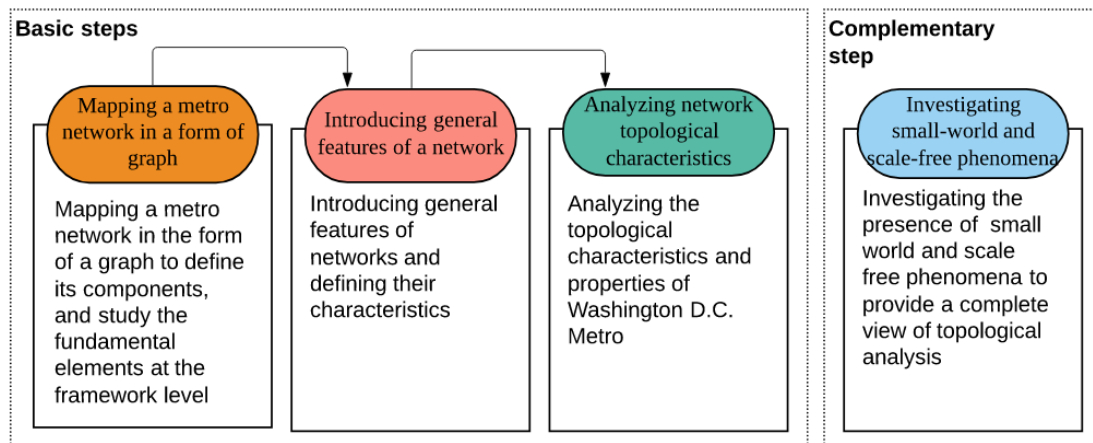 Basic steps
Mapping a metro
network in a form of
graph
Mapping a metro
network in the form
of a graph to define
its components,
and study the
fundamental
elements at the
framework level
Introducing general
features of a network
Introducing general
features of
networks and
defining their
characteristics
Analyzing network
topological
characteristics
Analyzing the
topological
characteristics and
properties of
Washington D.C.
Metro
Complementary
step
Investigating
small-world and
scale-free phenomena
Investigating the
presence of  small
world and scale
free phenomena to
provide a complete
view of topological
analysis